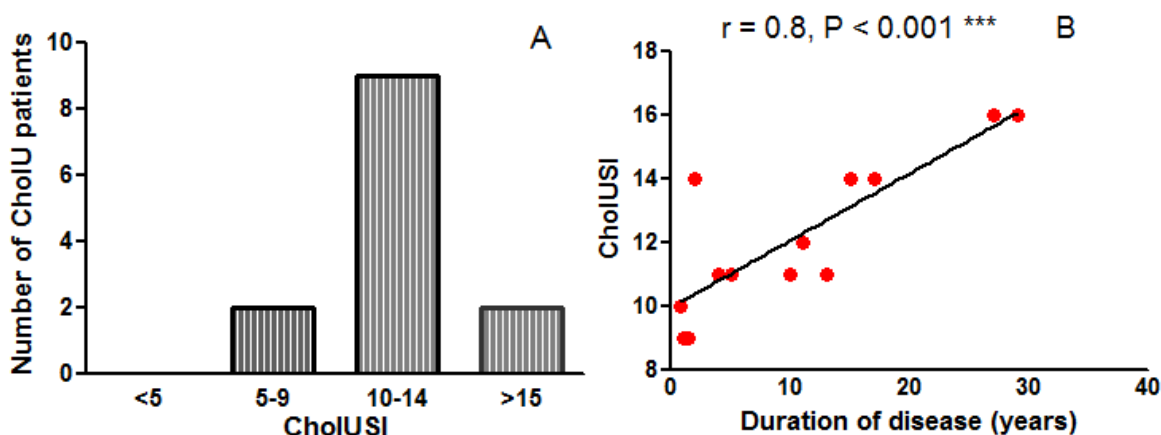 A
Number of CholU patients
10
8
6
4
2
0
<5 5-9 10-14 >15
CholUSI
r = 0.8, P < 0.001 *** B
CholUSI
18
16
14
12
10
8
0 10 20 30 40
Duration of disease (years)